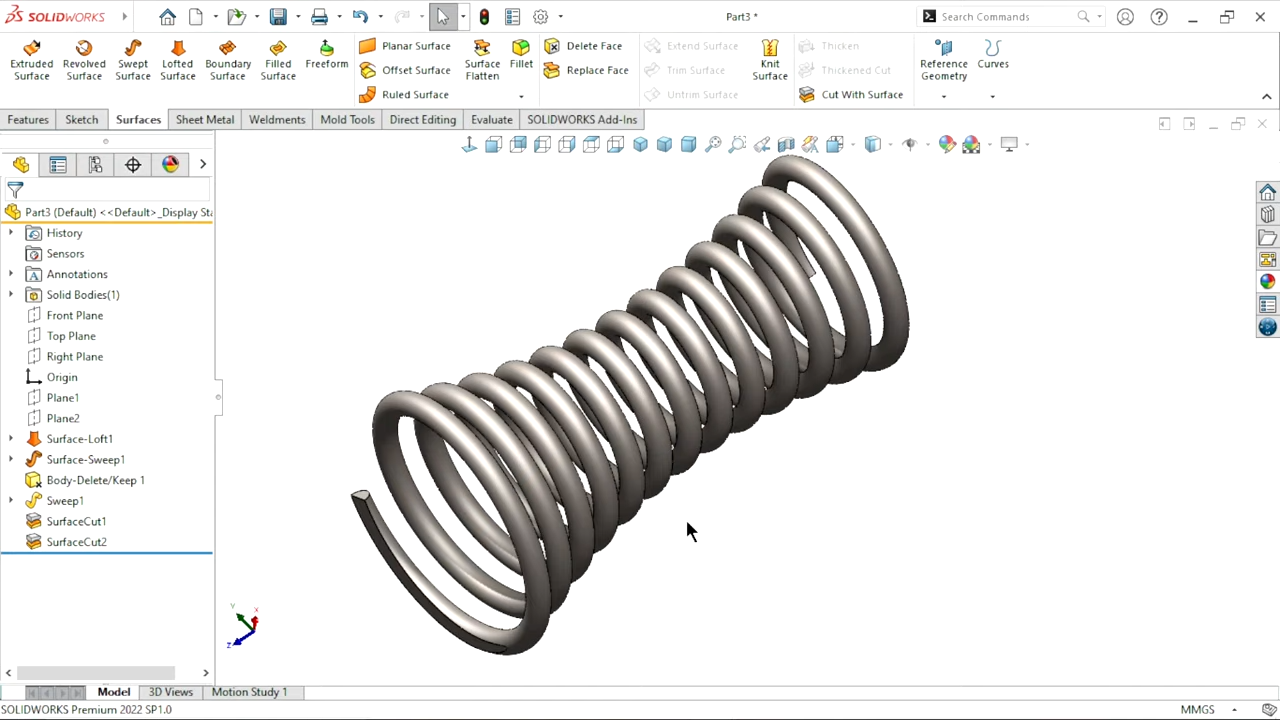 SOLIDWORKS
Part3 *
Search Commands
Extruded Surface
Revolved Surface
Swept Surface
Lofted Surface
Boundary Surface
Filled Surface
Freeform
Planar Surface
Offset Surface
Ruled Surface
Surface Flatten
Fillet
Delete Face
Replace Face
Extend Surface
Trim Surface
Untrim Surface
Knit Surface
Thicken
Thickened Cut
Cut With Surface
Reference Geometry
Curves
Features
Sketch
Surfaces
Sheet Metal
Weldments
Mold Tools
Direct Editing
Evaluate
SOLIDWORKS Add-Ins
Part3 (Default) <<Default>_Display Sta
History
Sensors
Annotations
Solid Bodies(1)
Front Plane
Top Plane
Right Plane
Origin
Plane1
Plane2
Surface-Loft1
Surface-Sweep1
Body-Delete/Keep 1
Sweep1
SurfaceCut1
SurfaceCut2
Y
X
Z
Model
3D Views
Motion Study 1
SOLIDWORKS Premium 2022 SP1.0
MMGS